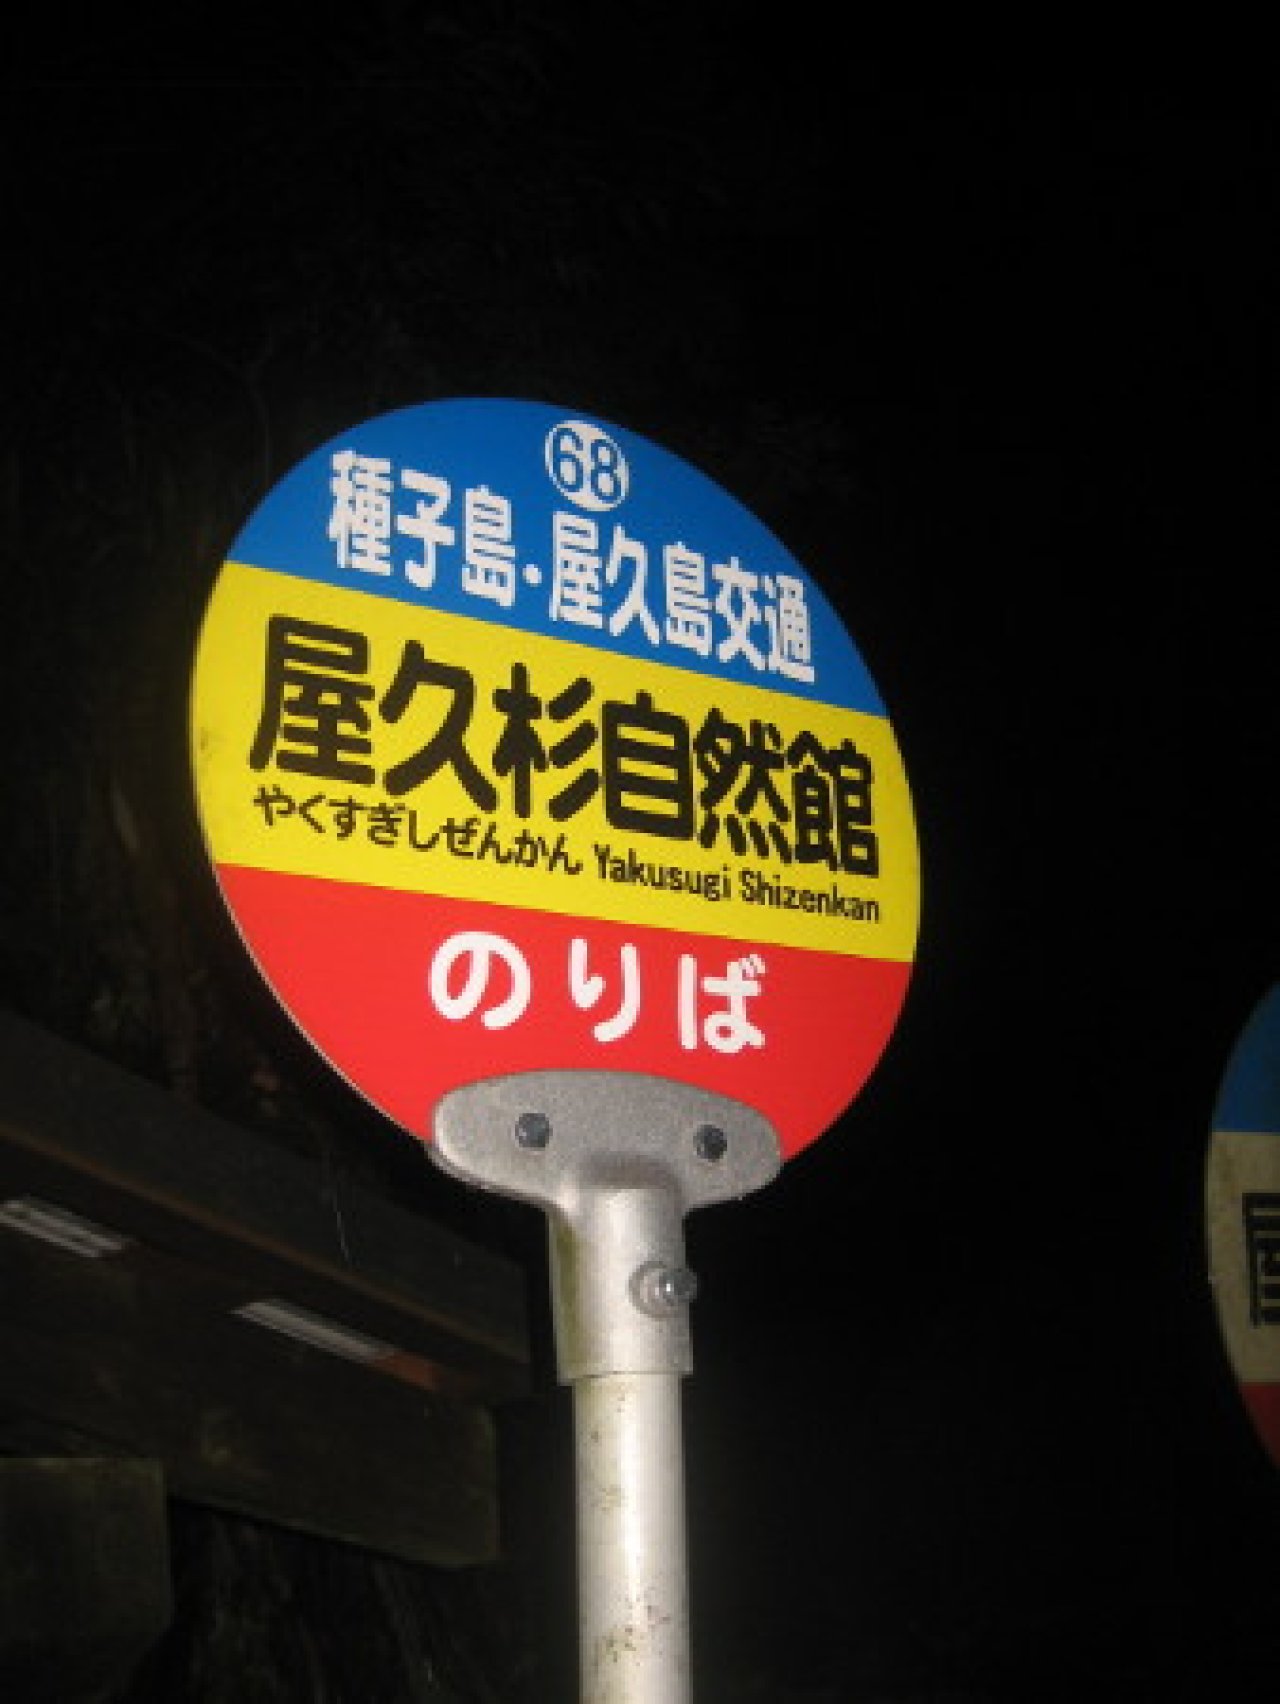 68
種子島・屋久島交通
屋久杉自然館
やくすぎしぜんかん Yakusugi Shizenkan
のりば